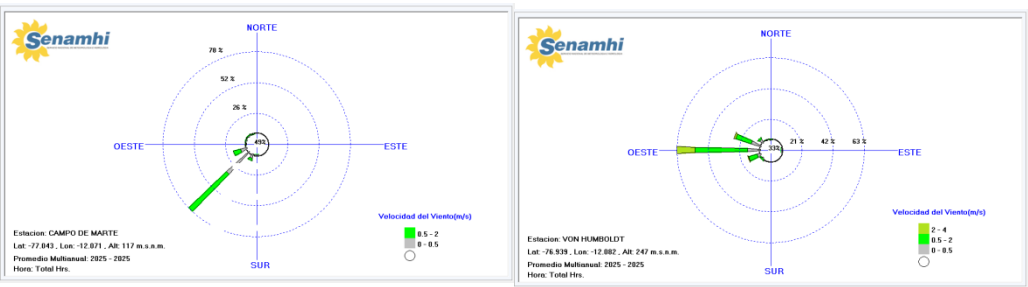 Senamhi
NORTE
78 %
52 %
26 %
49%
OESTE
ESTE
SUR
Velocidad del Viento(m/s)
0.5 - 2
0 - 0.5
Estacion: CAMPO DE MARTE
Lat: -77.043 , Lon: -12.071 , Alt: 117 m.s.n.m.
Promedio Multianual: 2025 - 2025
Hora: Total Hrs.
Senamhi
NORTE
33%
21 %
42 %
63 %
OESTE
ESTE
SUR
Velocidad del Viento(m/s)
2 - 4
0.5 - 2
0 - 0.5
Estacion: VON HUMBOLDT
Lat: -76.939 , Lon: -12.082 , Alt: 247 m.s.n.m.
Promedio Multianual: 2025 - 2025
Hora: Total Hrs.